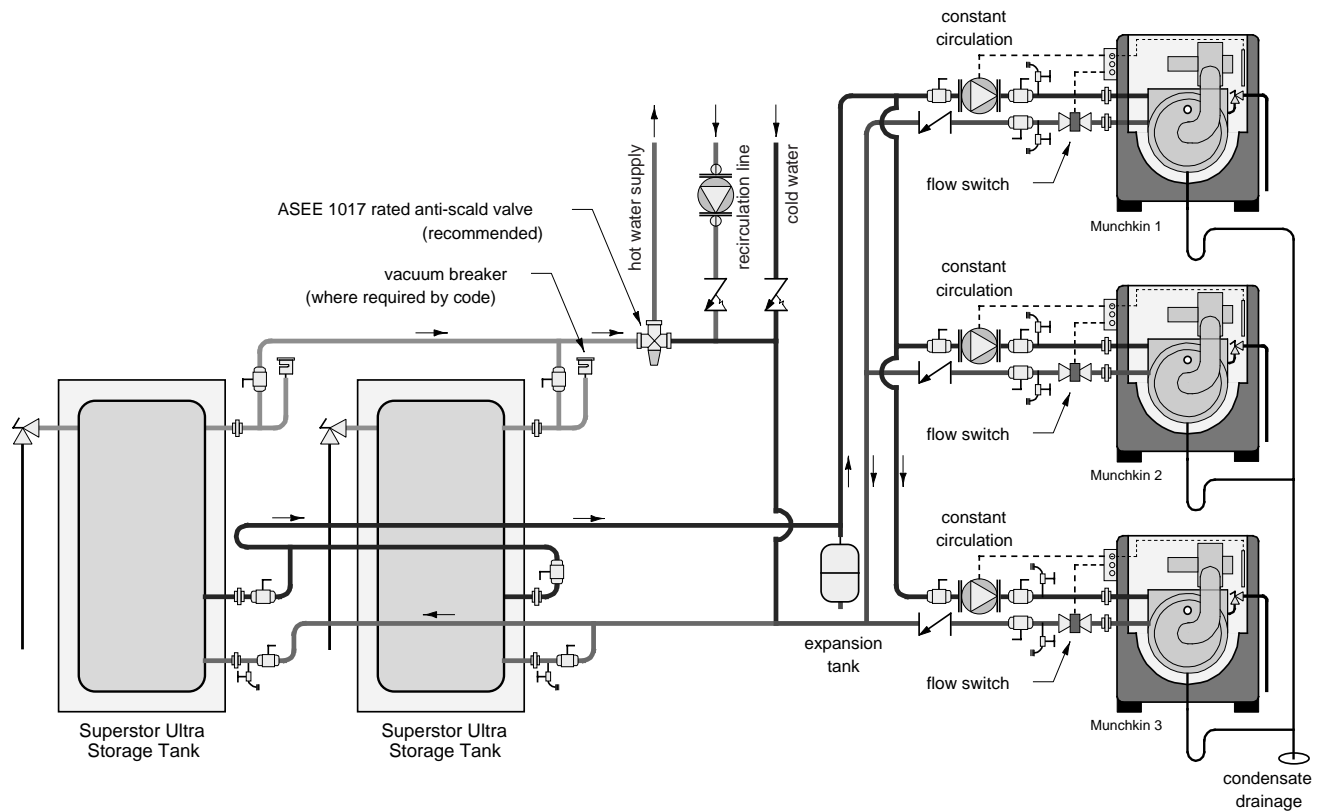 constant
circulation
hot water supply
recirculation line
cold water
flow switch
ASEE 1017 rated anti-scald valve
(recommended)
Munchkin 1
vacuum breaker
(where required by code)
constant
circulation
flow switch
Munchkin 2
constant
circulation
expansion
tank
flow switch
Munchkin 3
Superstor Ultra
Storage Tank
Superstor Ultra
Storage Tank
condensate
drainage